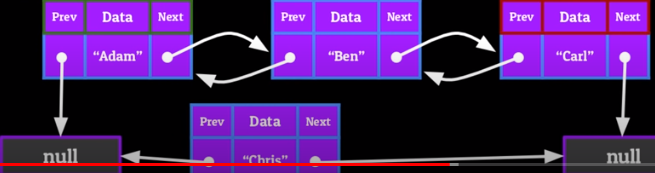 Prev Data Next Prev Data Next Prev Data Next
“Adam” “Ben” “Carl”
Prev Data Next
null “Chris” null